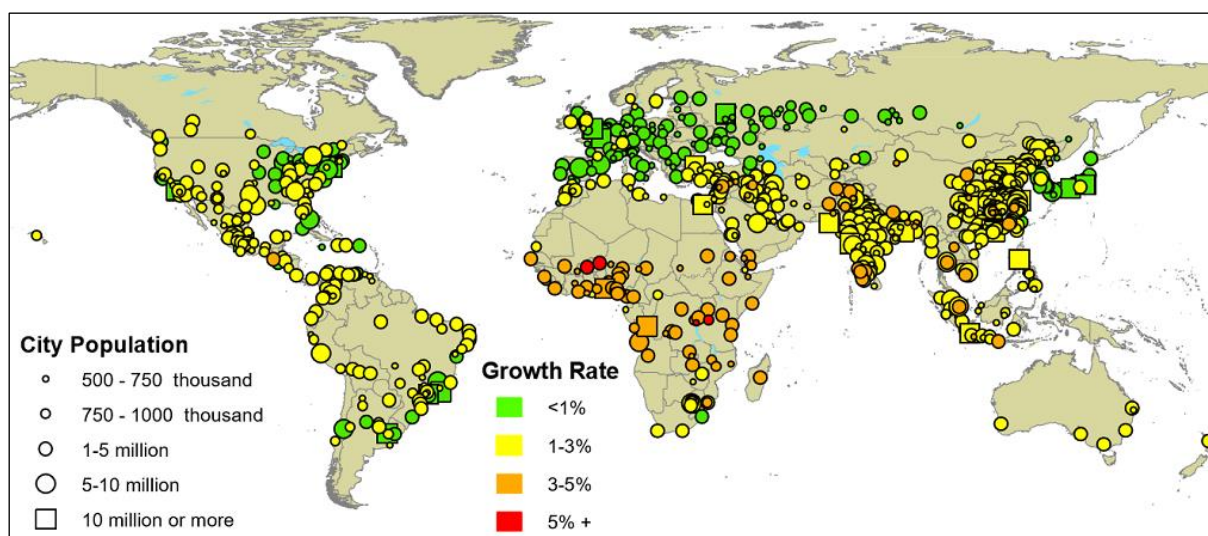 City Population
500 - 750 thousand
750 - 1000 thousand
1-5 million
5-10 million
10 million or more
Growth Rate
<1%
1-3%
3-5%
5% +